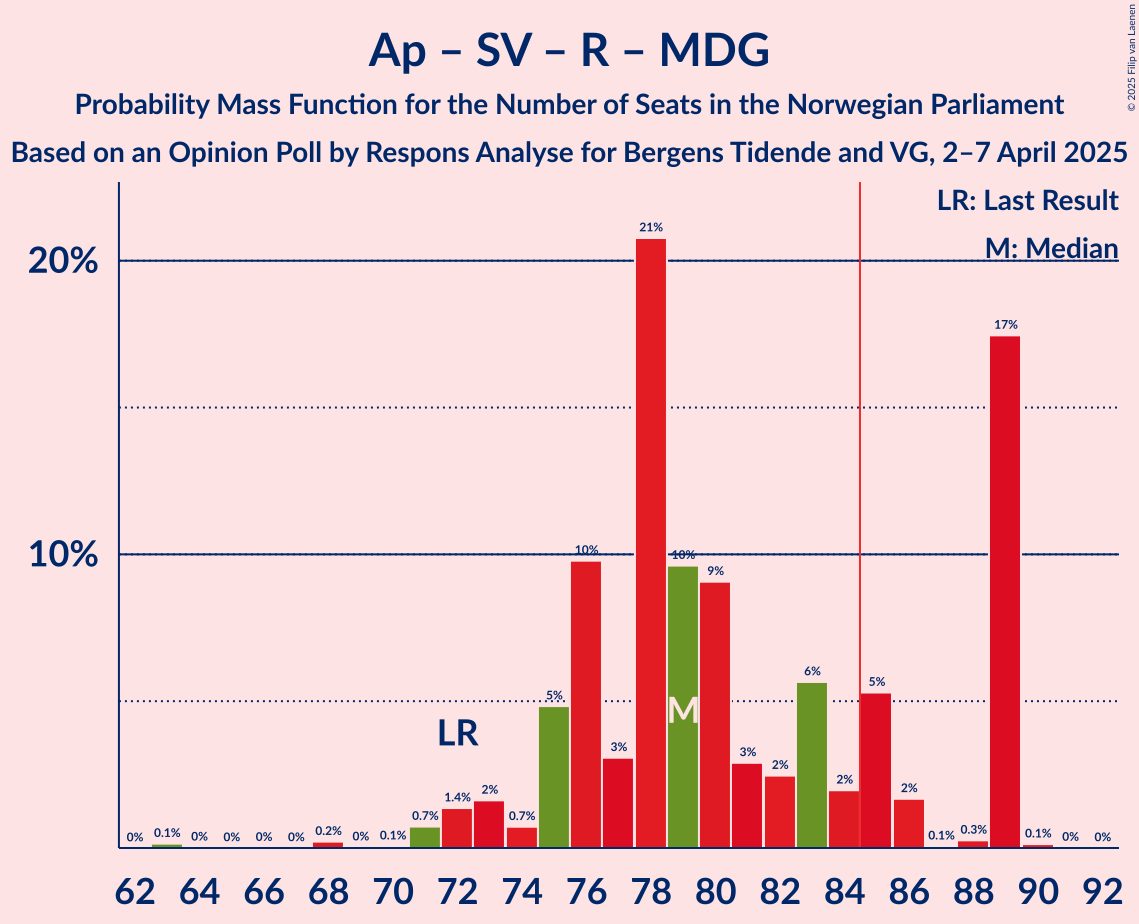 © 2025 Filip van Laenen
Ap – SV – R – MDG
Probability Mass Function for the Number of Seats in the Norwegian Parliament
Based on an Opinion Poll by Respons Analyse for Bergens Tidende and VG, 2–7 April 2025
LR: Last Result
M: Median
20%
10%
0% 0.1% 0% 0% 0% 0% 0.2% 0% 0.1% 0.7% 1.4% 2% 0.7% 5% 10% 3% 21% 10% 9% 3% 2% 6% 2% 5% 2% 0.1% 0.3% 17% 0.1% 0% 0%
LR
M
62 64 66 68 70 72 74 76 78 80 82 84 86 88 90 92